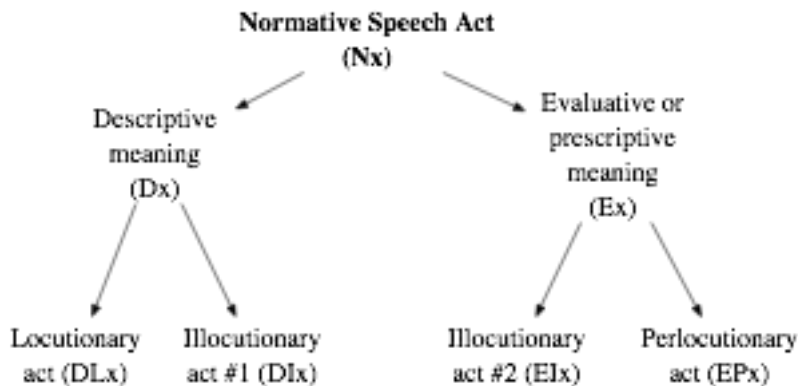 Normative Speech Act
(Nx)
Descriptive
meaning
(Dx)
Evaluative or
prescriptive
meaning
(Ex)
Locutionary
act (DLx)
Illocutionary
act #1 (DIx)
Illocutionary
act #2 (EIx)
Perlocutionary
act (EPx)